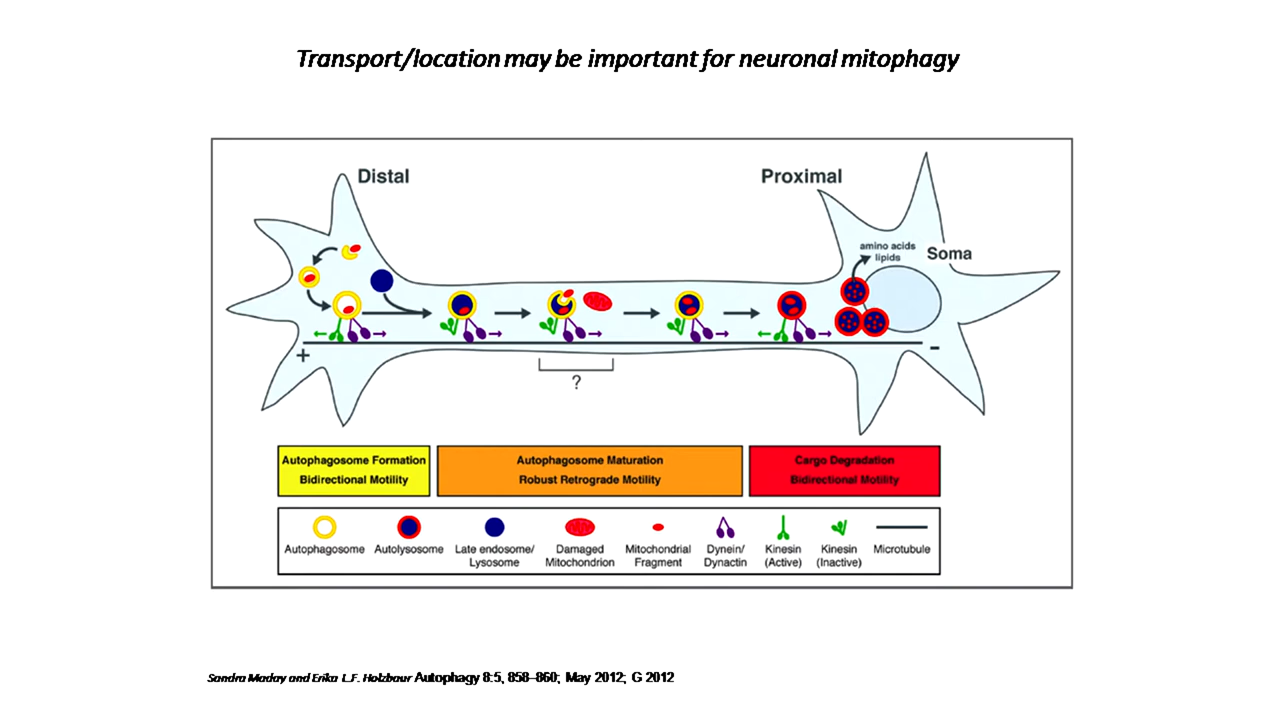 Transport/location may be important for neuronal mitophagy
Distal
Proximal
amino acids
lipids
Soma
+
-
?
Autophagosome Formation
Bidirectional Motility
Autophagosome Maturation
Robust Retrograde Motility
Cargo Degradation
Bidirectional Motility
Autophagosome
Autolysosome
Late endosome/
Lysosome
Damaged
Mitochondrion
Mitochondrial
Fragment
Dynein/
Dynactin
Kinesin
(Active)
Kinesin
(Inactive)
Microtubule
Sandra Maday and Erika L.F. Holzbaur Autophagy 8:5, 858–860; May 2012; G 2012